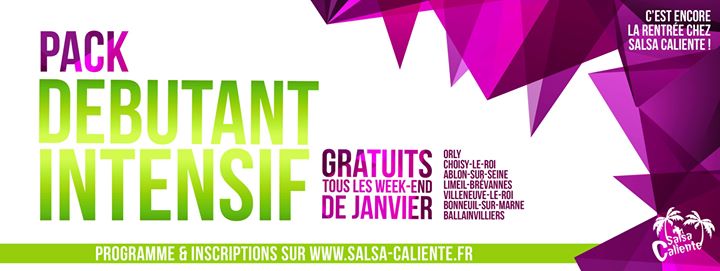 PACK
DEBUTANT
INTENSIF
GRATUITS
TOUS LES WEEK-END
DE JANVIER
ORLY
CHOISY-LE-ROI
ABLON-SUR-SEINE
LIMEIL-BRÉVANNES
VILLENEUVE-LE-ROI
BONNEUIL-SUR-MARNE
BALLAINVILLIERS
C'EST ENCORE
LA RENTRÉE CHEZ
SALSA CALIENTE !
Salsa
Caliente
PROGRAMME & INSCRIPTIONS SUR WWW.SALSA-CALIENTE.FR